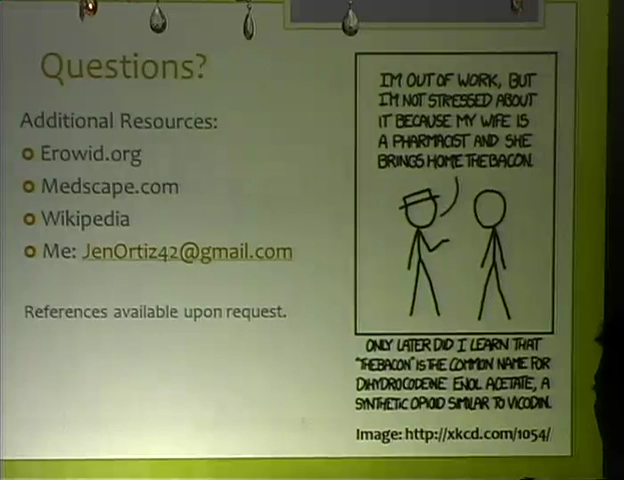 Questions?
Additional Resources:
Erowid.org
Medscape.com
Wikipedia
Me: JenOrtiz42@gmail.com
References available upon request.
I'M OUT OF WORK, BUT
I'M NOT STRESSED ABOUT
IT BECAUSE MY WIFE IS
A PHARMACIST AND SHE
BRINGS HOME THEBACON.
ONLY LATER DID I LEARN THAT
"THEBACON" IS THE COMMON NAME FOR
DIHYDROCODEINE ENOL ACETATE, A
SYNTHETIC OPIOID SIMILAR TO VICODIN.
Image: http://xkcd.com/1054/